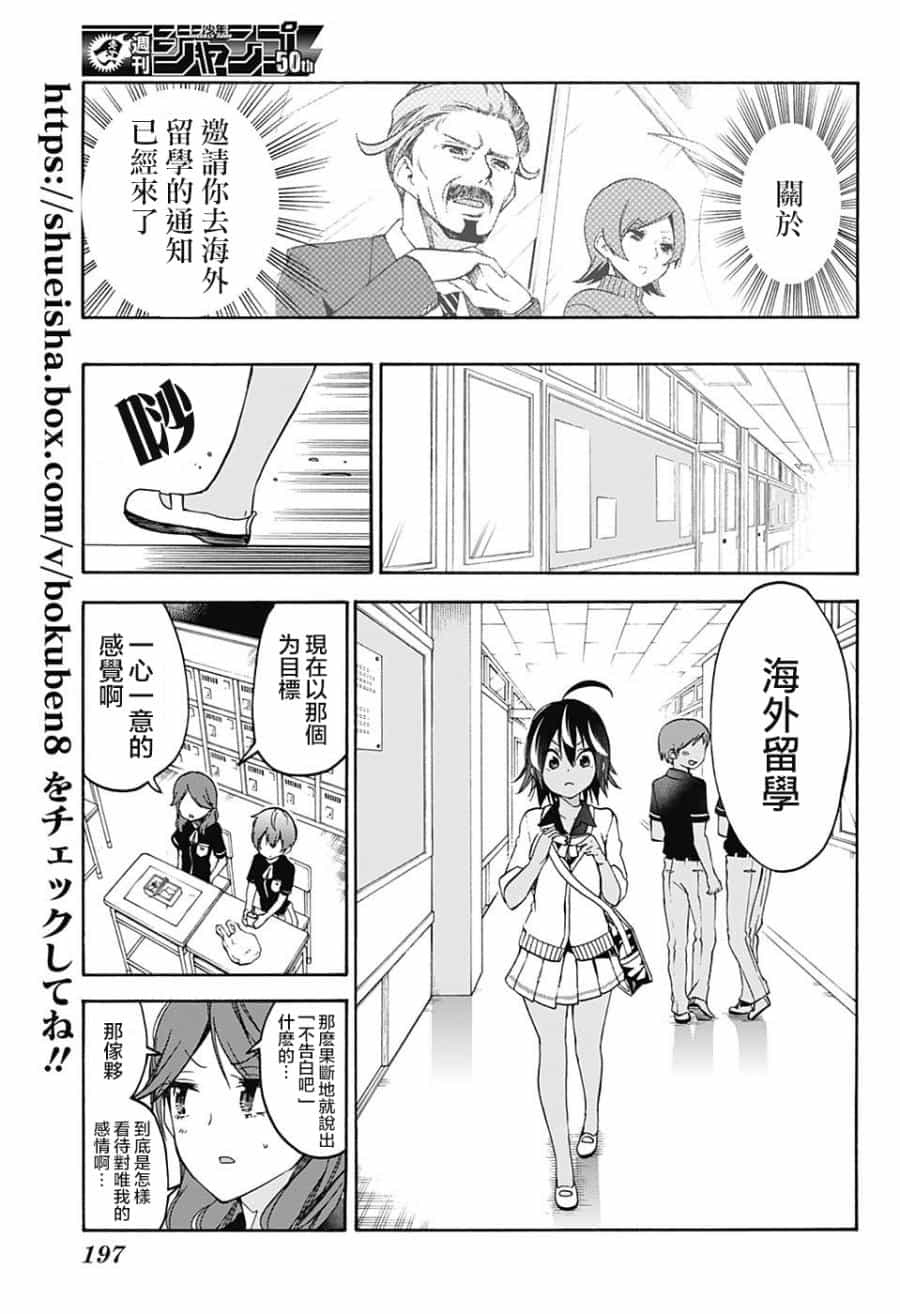 週刊
少年
ジャンプ
50th
關於
邀請你去海外
留學的通知
已經來了
吵
海外留學
現在以那個
为目標
一心一意的
感覺啊
那麼果斷地就說出
「不告白吧」
什麼的…
那傢夥
到底是怎樣
看待對唯我的
感情啊…
https://shueisha.box.com/v/bokuben8 をチェックしてね!!
197